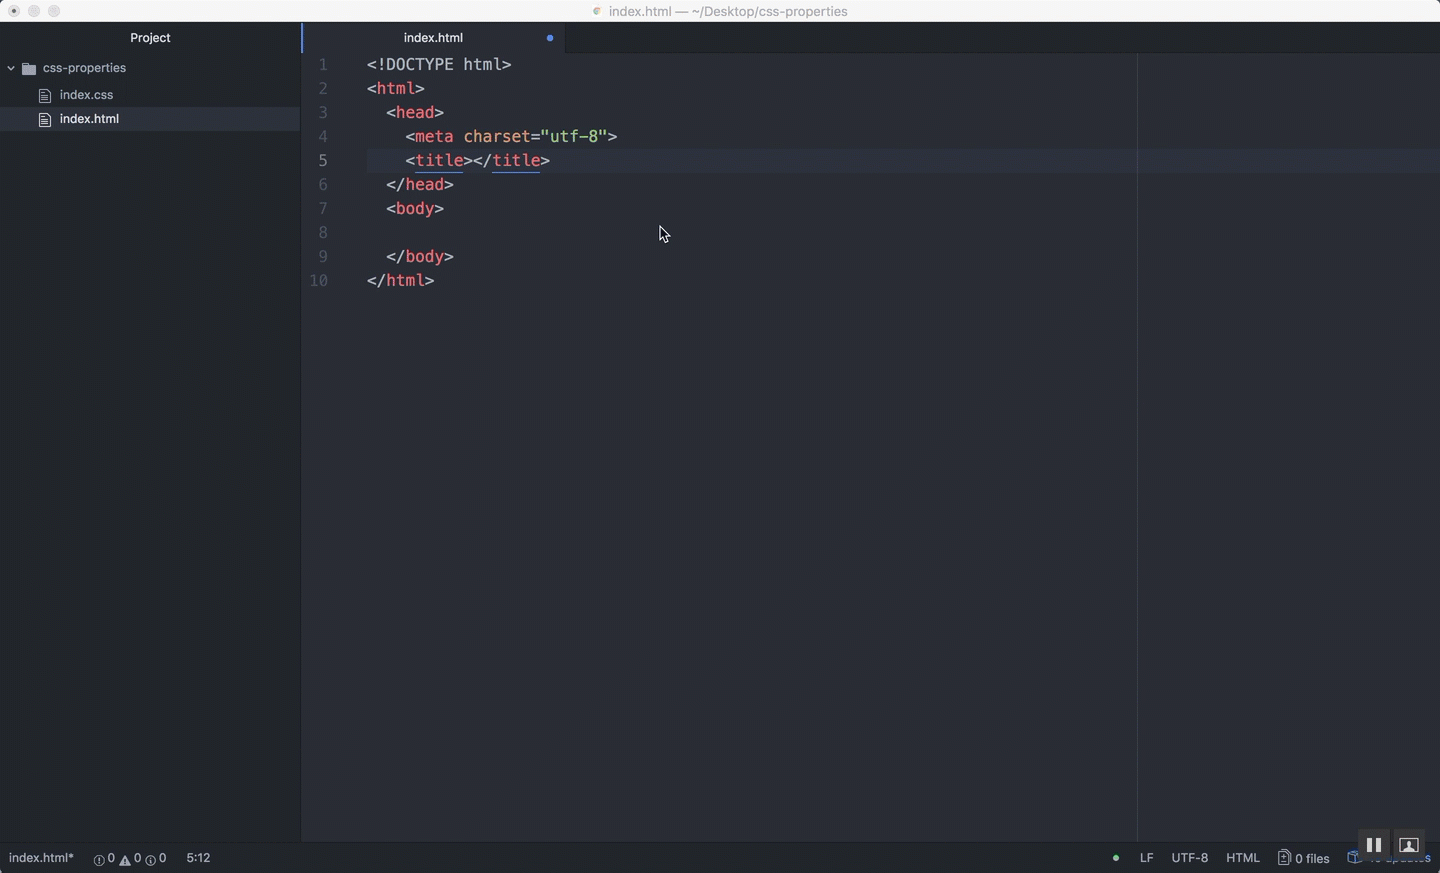 index.html — ~/Desktop/css-properties
Project
index.html
css-properties
index.css
index.html
1 <!DOCTYPE html>
2 <html>
3 <head>
4 <meta charset="utf-8">
5 <title></title>
6 </head>
7 <body>
8
9 </body>
10 </html>
index.html* 0 0 0 5:12 LF UTF-8 HTML 0 files